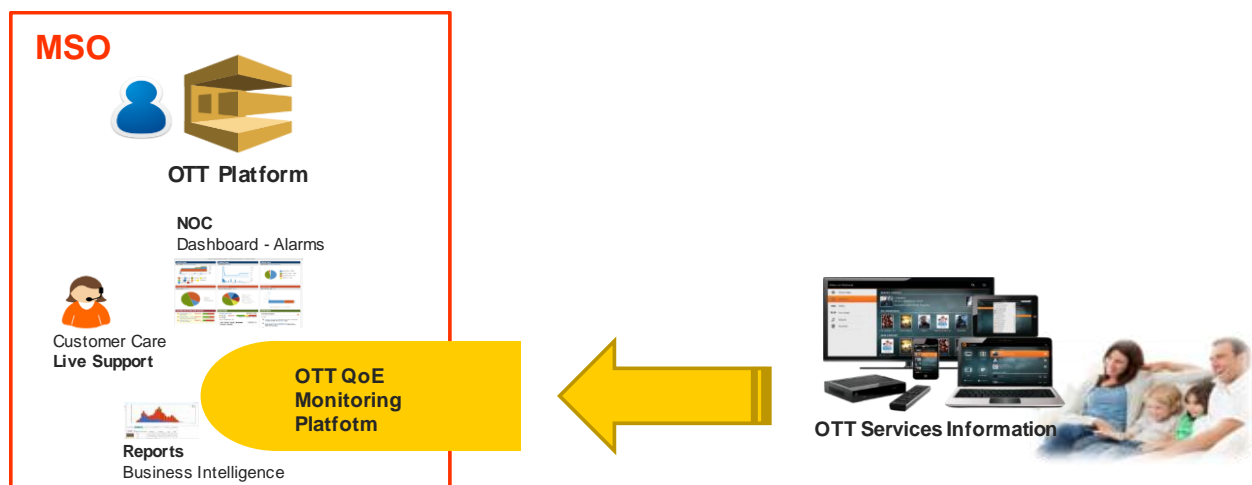 MSO
OTT Platform
NOC
Dashboard - Alarms
Customer Care
Live Support
OTT QoE
Monitoring
Platfotm
Reports
Business Intelligence
OTT Services Information